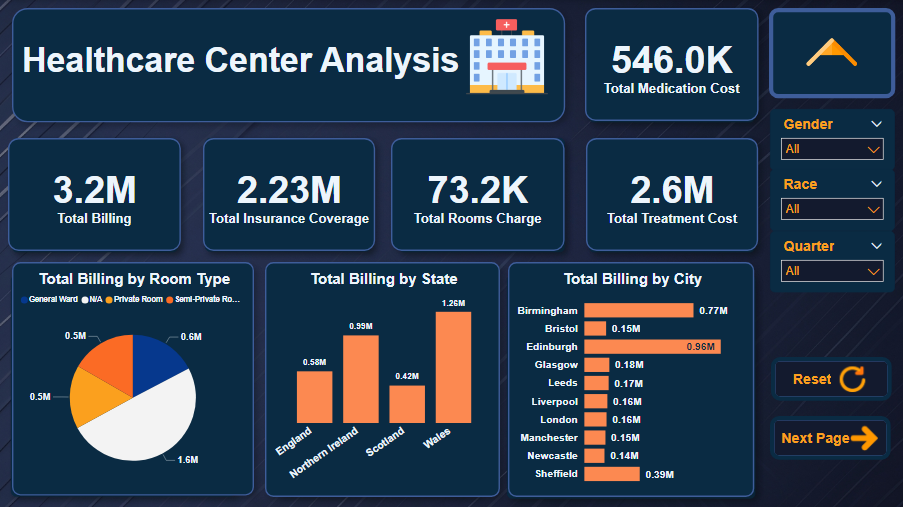 Healthcare Center Analysis
546.0K
Total Medication Cost
3.2M
Total Billing
2.23M
Total Insurance Coverage
73.2K
Total Rooms Charge
2.6M
Total Treatment Cost
Gender
All
Race
All
Quarter
All
Reset
Next Page
Total Billing by Room Type
General Ward N/A Private Room Semi-Private Ro...
0.5M
0.6M
0.5M
1.6M
Total Billing by State
0.58M
0.99M
0.42M
1.26M
England
Northern Ireland
Scotland
Wales
Total Billing by City
Birmingham 0.77M
Bristol 0.15M
Edinburgh 0.96M
Glasgow 0.18M
Leeds 0.17M
Liverpool 0.16M
London 0.16M
Manchester 0.15M
Newcastle 0.14M
Sheffield 0.39M